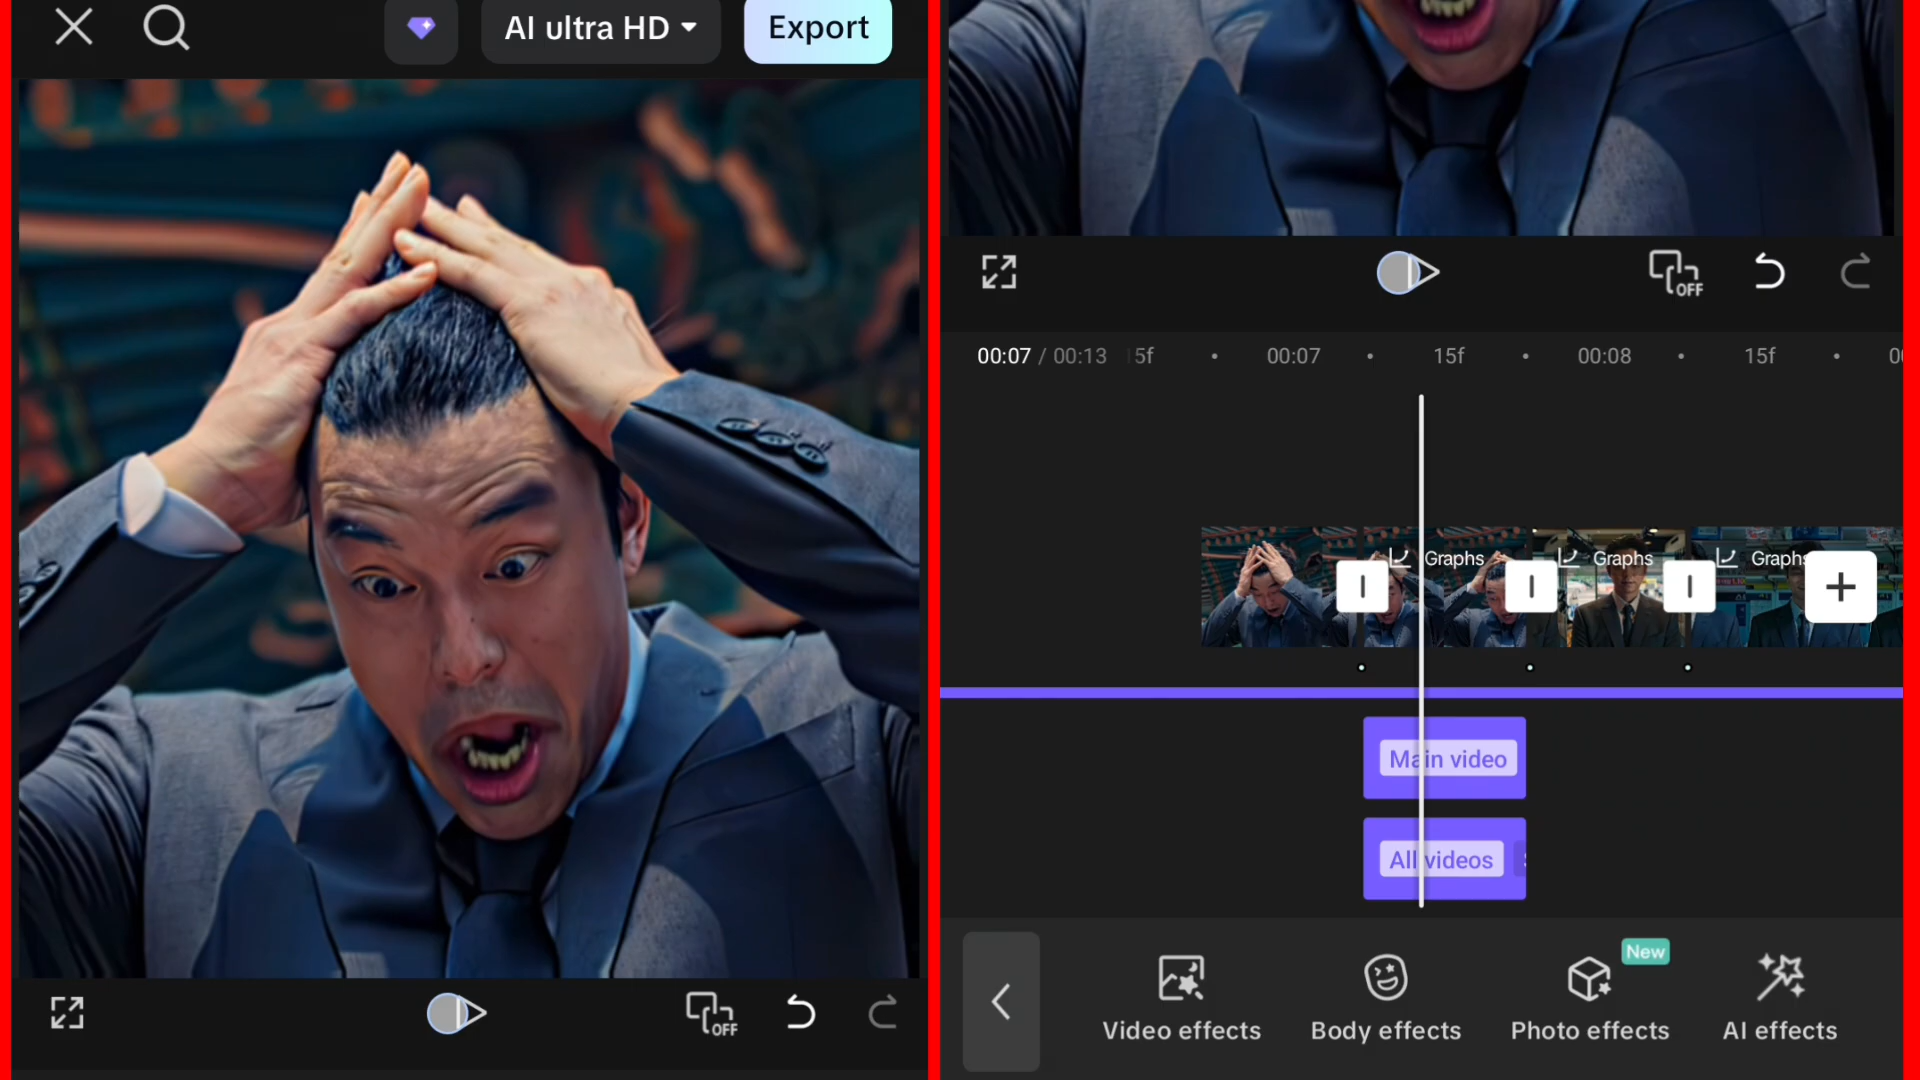 AI ultra HD
Export
OFF
OFF
00:07 / 00:13
5f
00:07
15f
00:08
15f
Graphs
Graphs
Graphs
Main video
All videos
New
Video effects
Body effects
Photo effects
AI effects